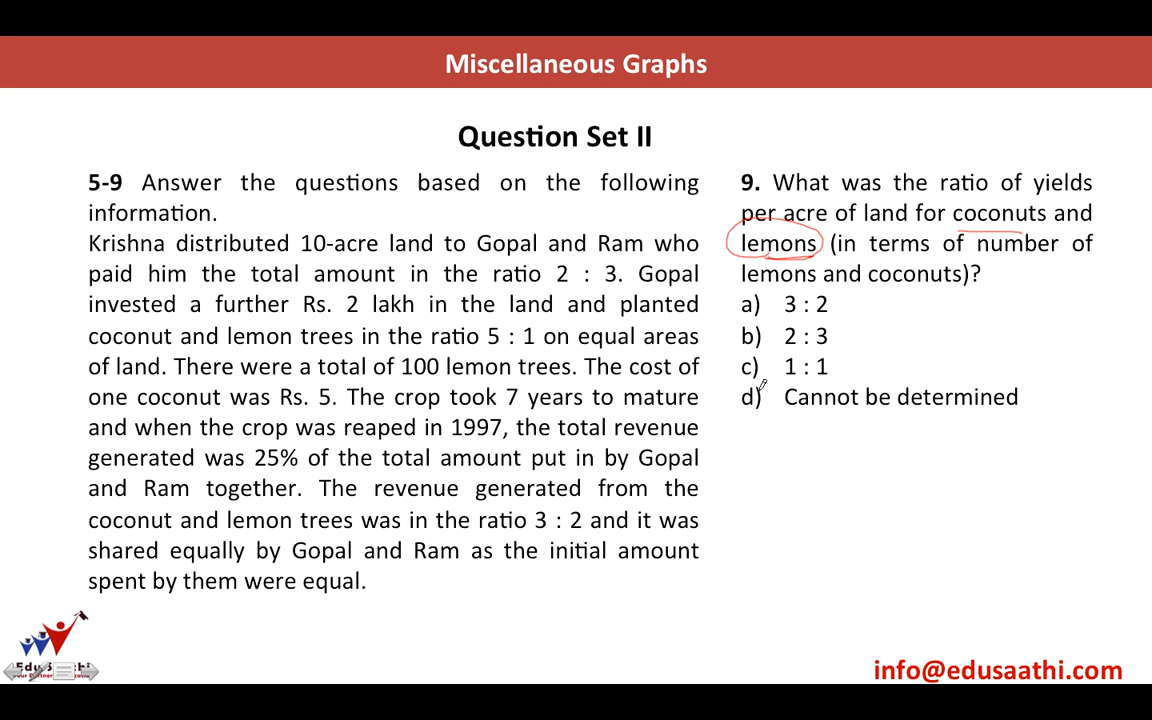 Miscellaneous Graphs
Question Set II
5-9 Answer the questions based on the following
information.
Krishna distributed 10-acre land to Gopal and Ram who
paid him the total amount in the ratio 2 : 3. Gopal
invested a further Rs. 2 lakh in the land and planted
coconut and lemon trees in the ratio 5 : 1 on equal areas
of land. There were a total of 100 lemon trees. The cost of
one coconut was Rs. 5. The crop took 7 years to mature
and when the crop was reaped in 1997, the total revenue
generated was 25% of the total amount put in by Gopal
and Ram together. The revenue generated from the
coconut and lemon trees was in the ratio 3 : 2 and it was
shared equally by Gopal and Ram as the initial amount
spent by them were equal.
9. What was the ratio of yields
per acre of land for coconuts and
lemons (in terms of number of
lemons and coconuts)?
a) 3 : 2
b) 2 : 3
c) 1 : 1
d) Cannot be determined
info@edusaathi.com